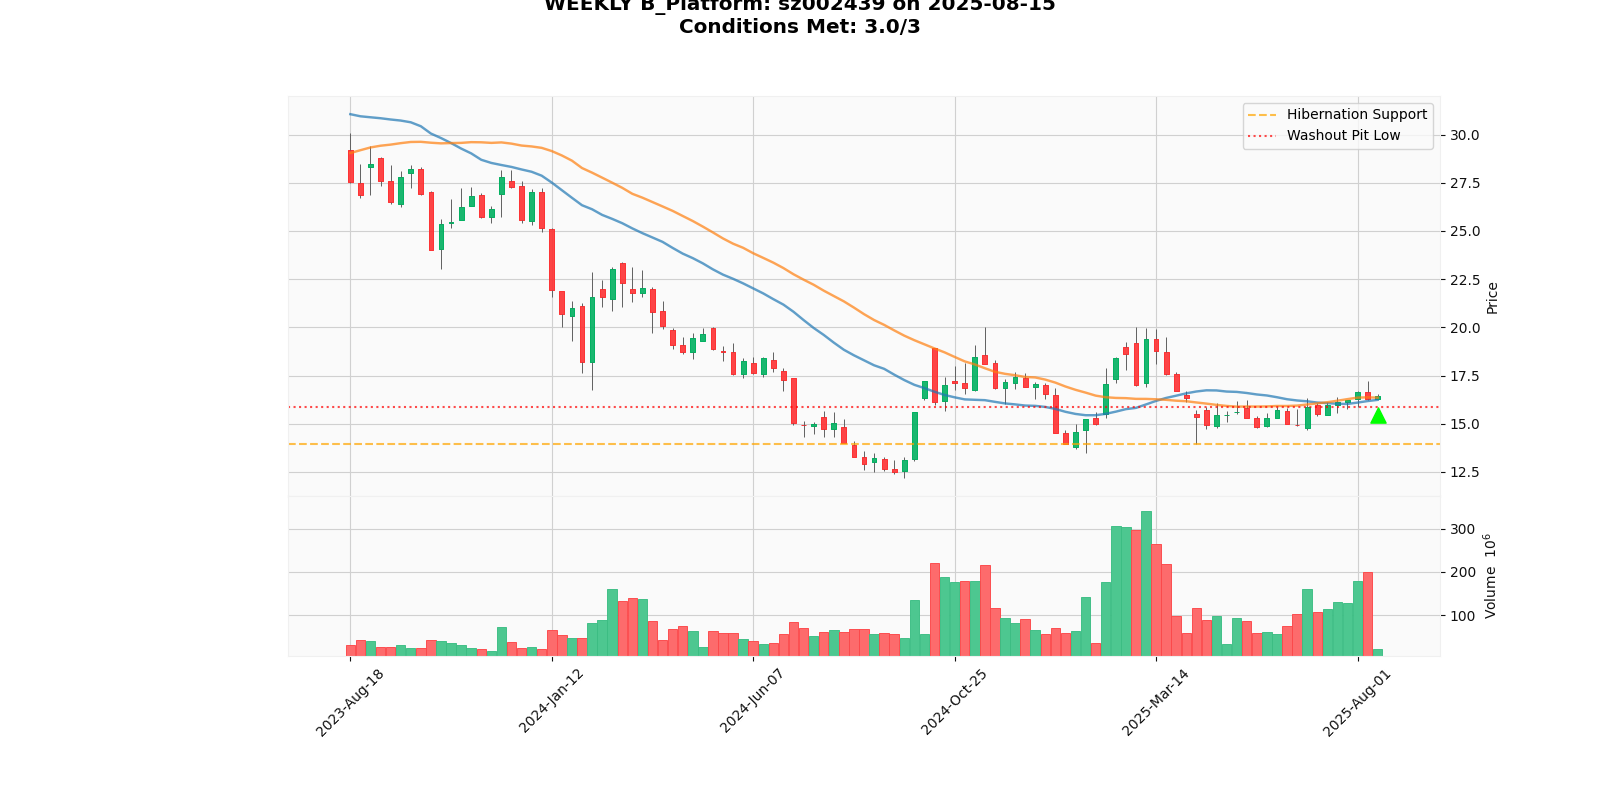 WEEKLY B_Platform: sz002439 on 2025-08-15
Conditions Met: 3.0/3
Hibernation Support
Washout Pit Low
30.0
27.5
25.0
22.5
20.0
17.5
15.0
12.5
Price
300
200
100
Volume 10⁶
2023-Aug-18
2024-Jan-12
2024-Jun-07
2024-Oct-25
2025-Mar-14
2025-Aug-01